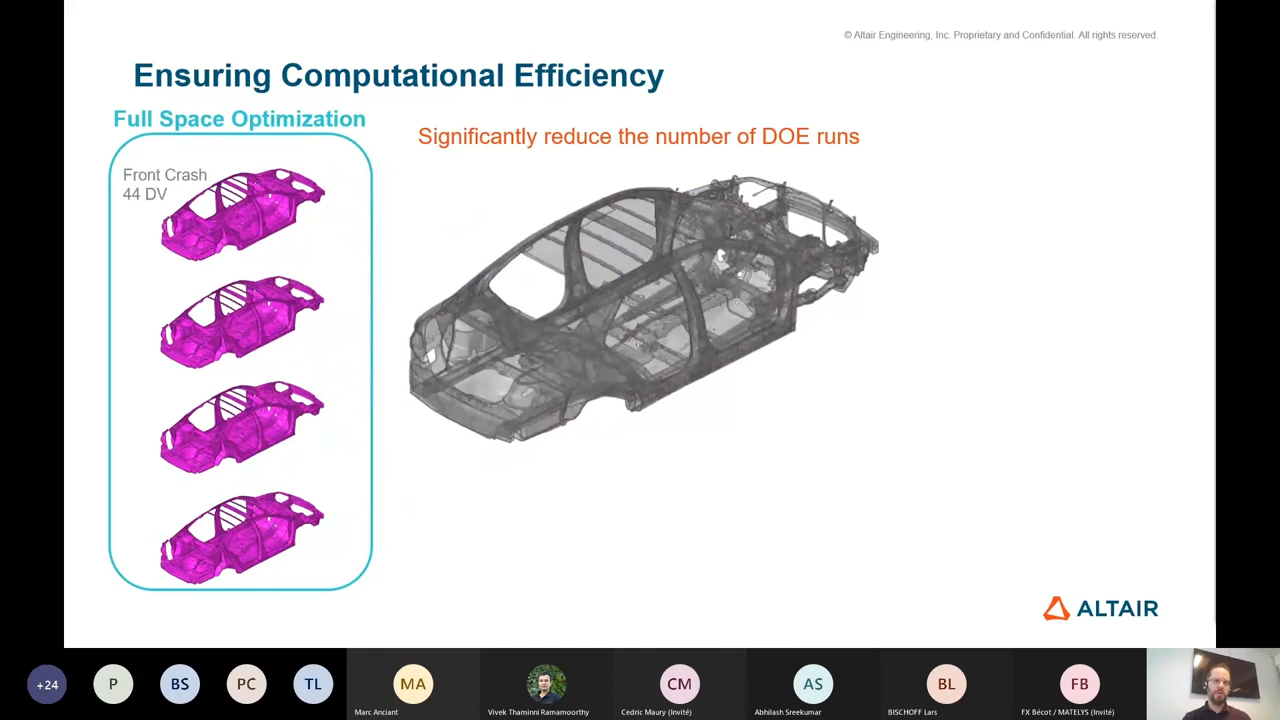 © Altair Engineering, Inc. Proprietary and Confidential. All rights reserved.
Ensuring Computational Efficiency
Full Space Optimization
Significantly reduce the number of DOE runs
Front Crash
44 DV
ALTAIR
+24
P
BS
PC
TL
MA
CM
AS
BL
FB
Marc Anciant
Vivek Thaminni Ramamoorthy
Cedric Maury (Invité)
Abhilash Sreekumar
BISCHOFF Lars
FX Bécot / MATELYS (Invité)